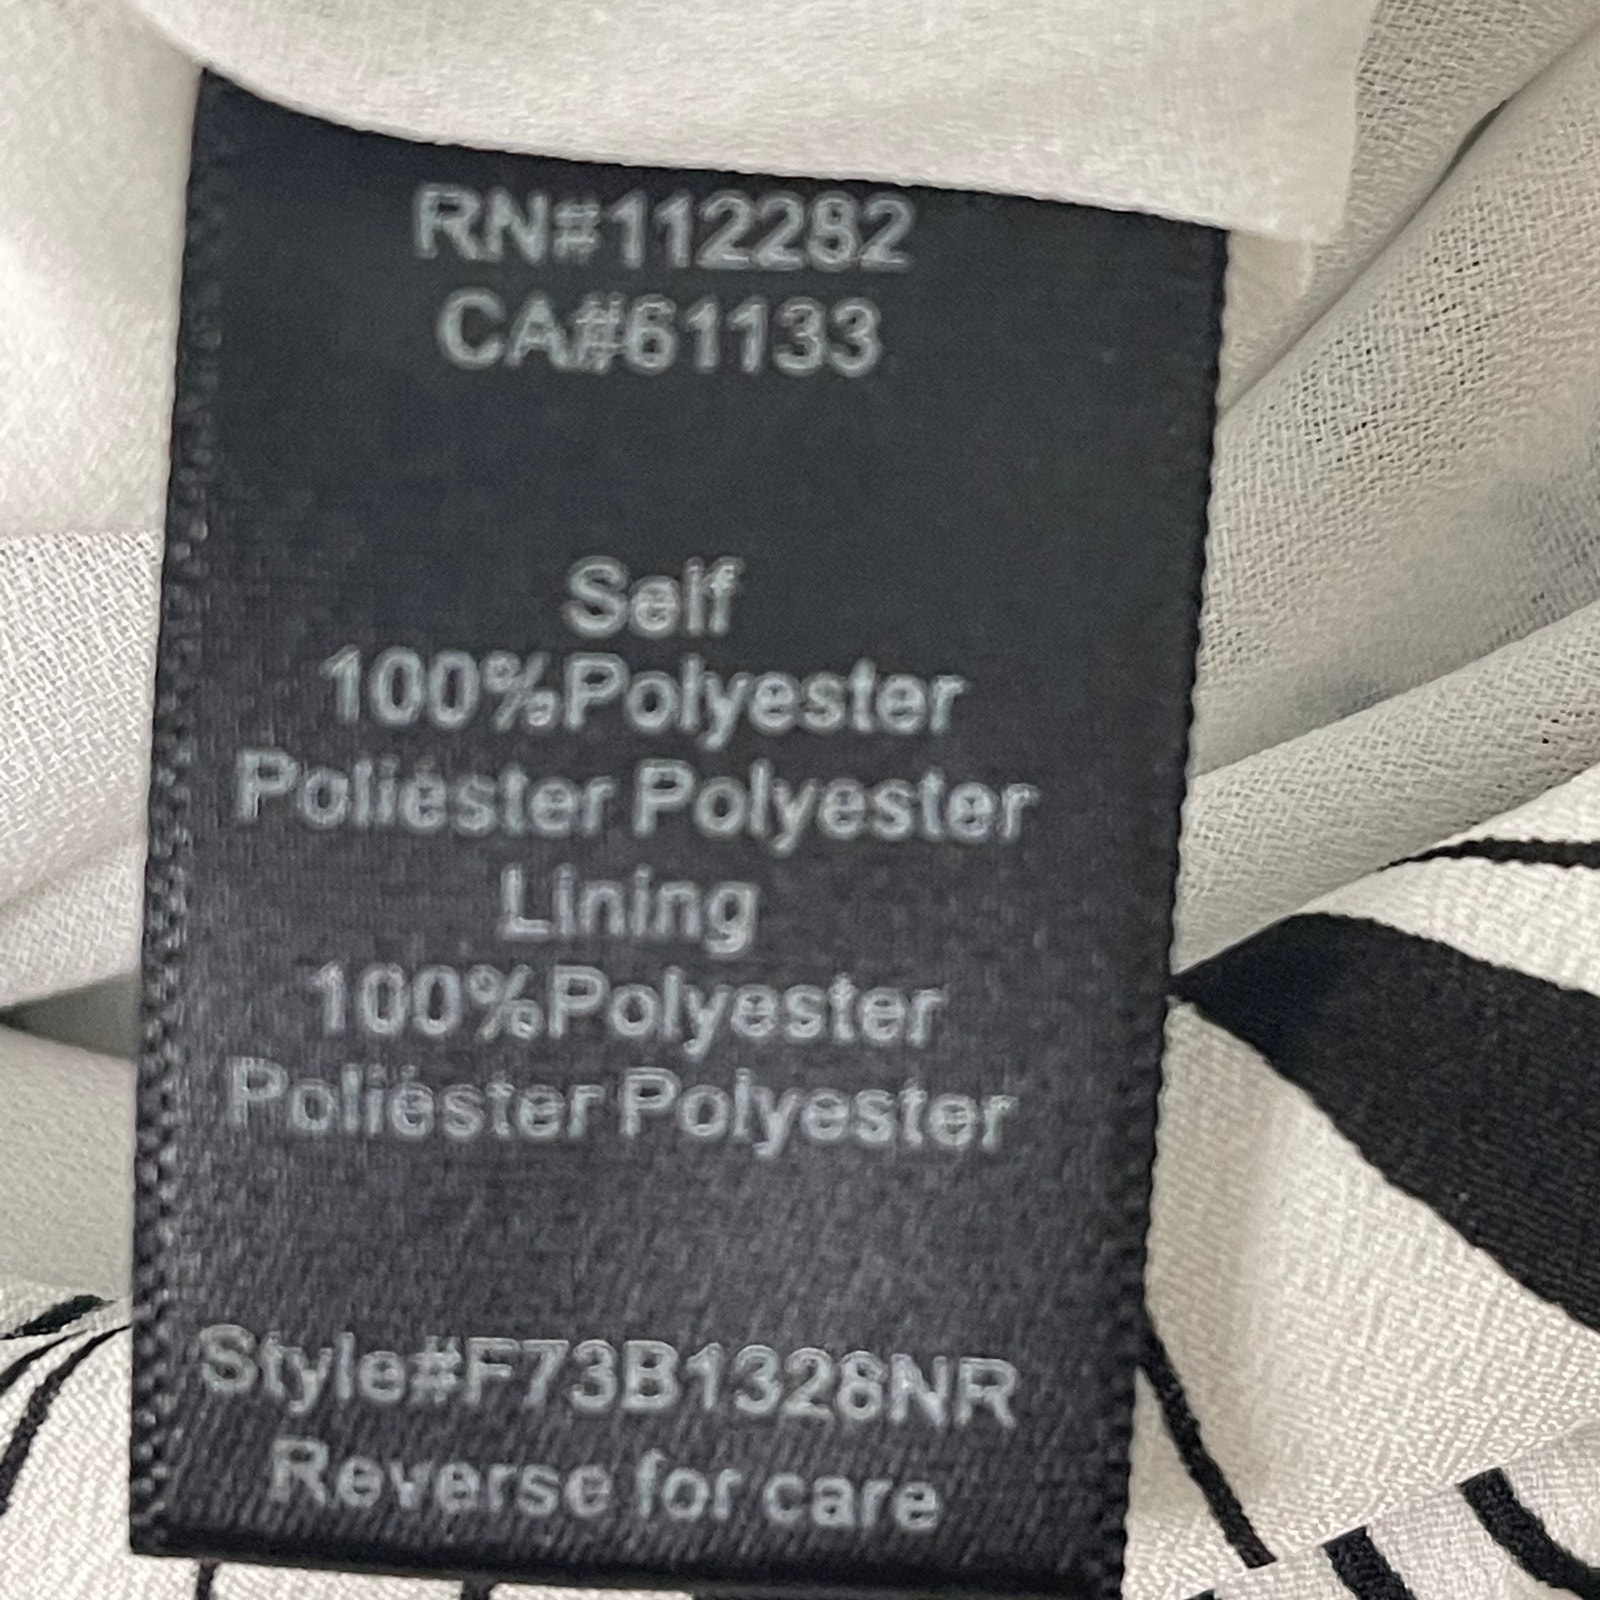 RN#112282
CA#61133
Self
100%Polyester
Poliéster Polyester
Lining
100%Polyester
Poliéster Polyester
Style#F73B1328NR
Reverse for care